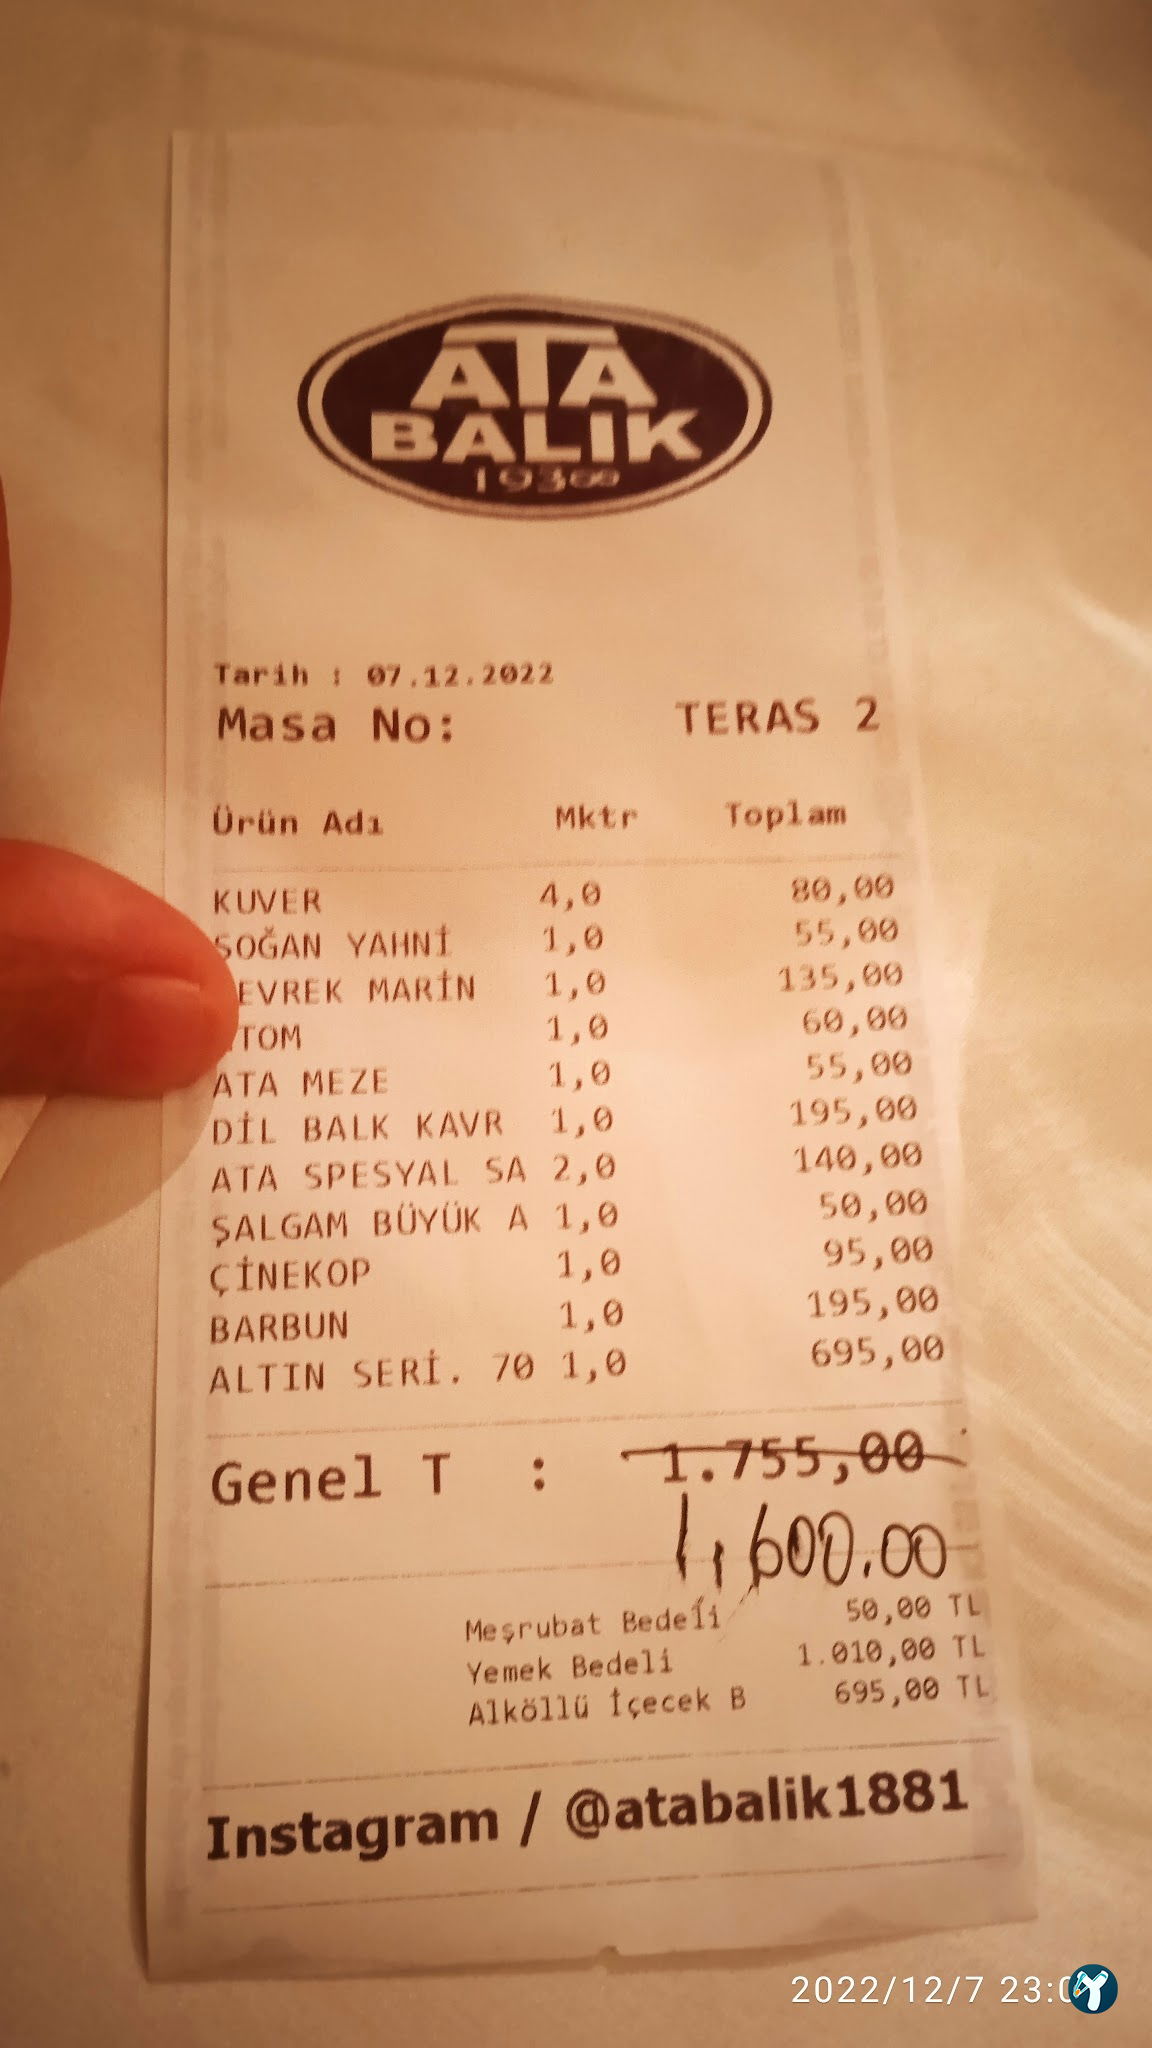 ATA
BALIK
193∞
Tarih : 07.12.2022
Masa No: TERAS 2
Ürün Adı Mktr Toplam
KUVER 4,0 80,00
SOĞAN YAHNİ 1,0 55,00
EVREK MARİN 1,0 135,00
TOM 1,0 60,00
ATA MEZE 1,0 55,00
DİL BALK KAVR 1,0 195,00
ATA SPESYAL SA 2,0 140,00
ŞALGAM BÜYÜK A 1,0 50,00
ÇİNEKOP 1,0 95,00
BARBUN 1,0 195,00
ALTIN SERİ. 70 1,0 695,00
Genel T : 1.755,00
1,600.00
Meşrubat Bedeli 50,00 TL
Yemek Bedeli 1.010,00 TL
Alköllü İçecek B 695,00 TL
Instagram / @atabalik1881
2022/12/7 23:0